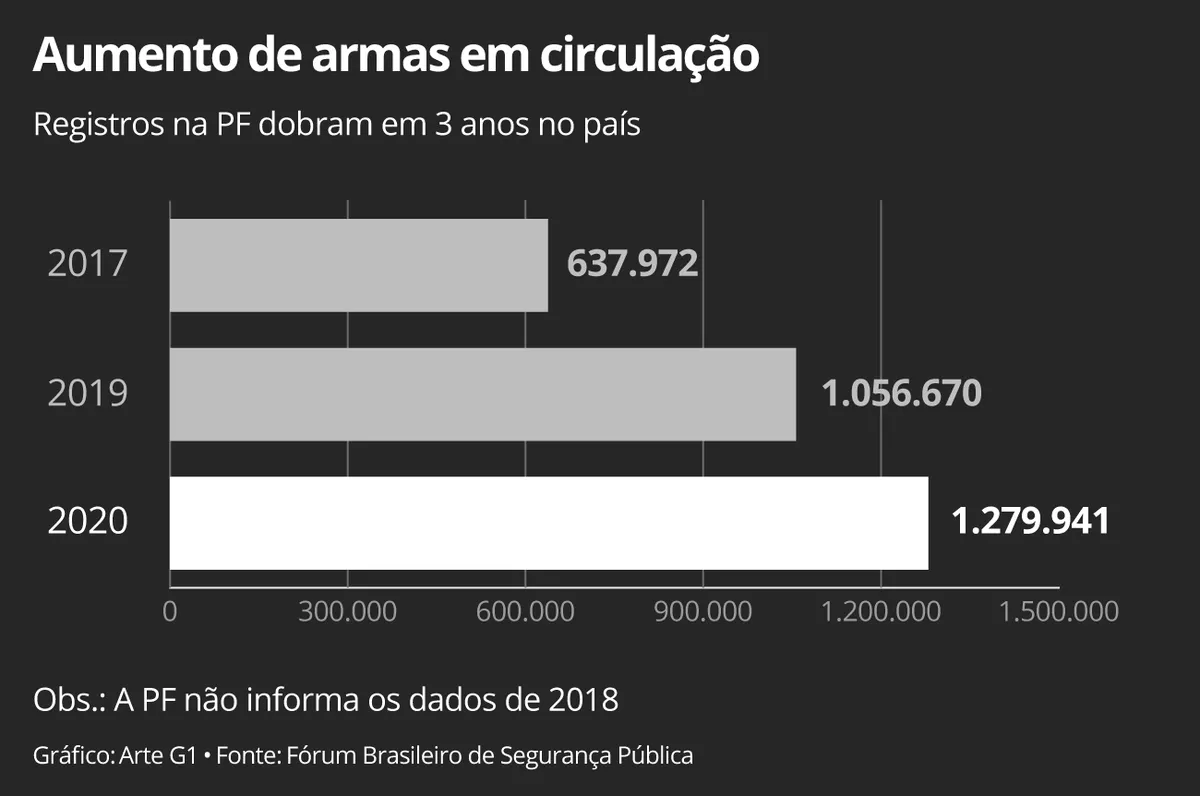 Aumento de armas em circulação
Registros na PF dobram em 3 anos no país
2017 637.972
2019 1.056.670
2020 1.279.941
0 300.000 600.000 900.000 1.200.000 1.500.000
Obs.: A PF não informa os dados de 2018
Gráfico: Arte G1 • Fonte: Fórum Brasileiro de Segurança Pública